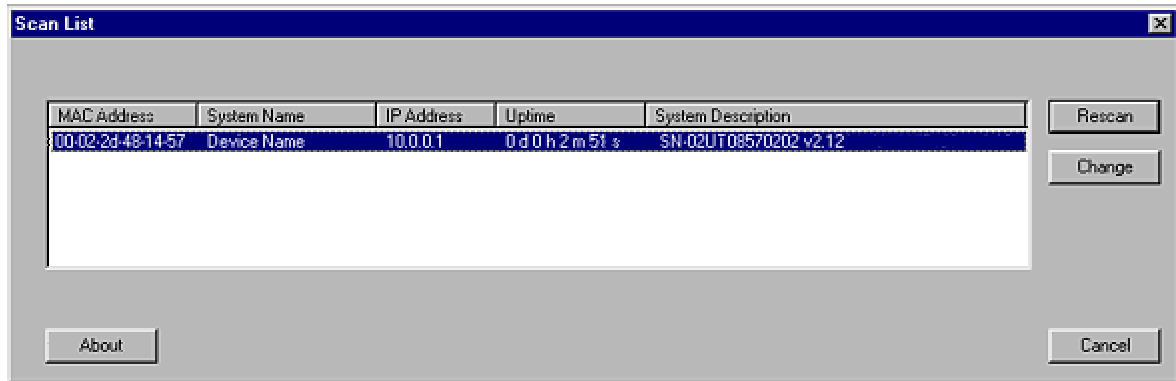 Scan List
MAC Address System Name IP Address Uptime System Description
00-02-2d-48-14-57 Device Name 10.0.0.1 0 d 0 h 2 m 51 s SN-02UT08570202 v2.12
Rescan
Change
About
Cancel